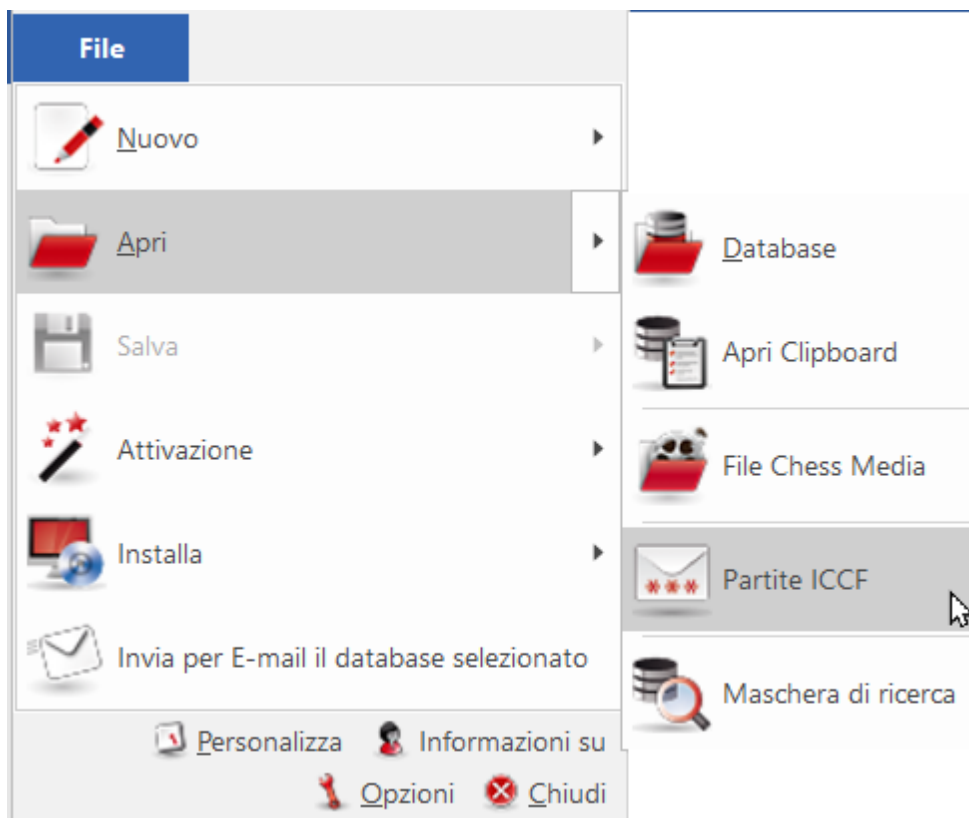 File
Nuovo
Apri
Salva
Attivazione
Installa
Invia per E-mail il database selezionato
Personalizza Informazioni su
Opzioni Chiudi
Database
Apri Clipboard
File Chess Media
Partite ICCF
Maschera di ricerca